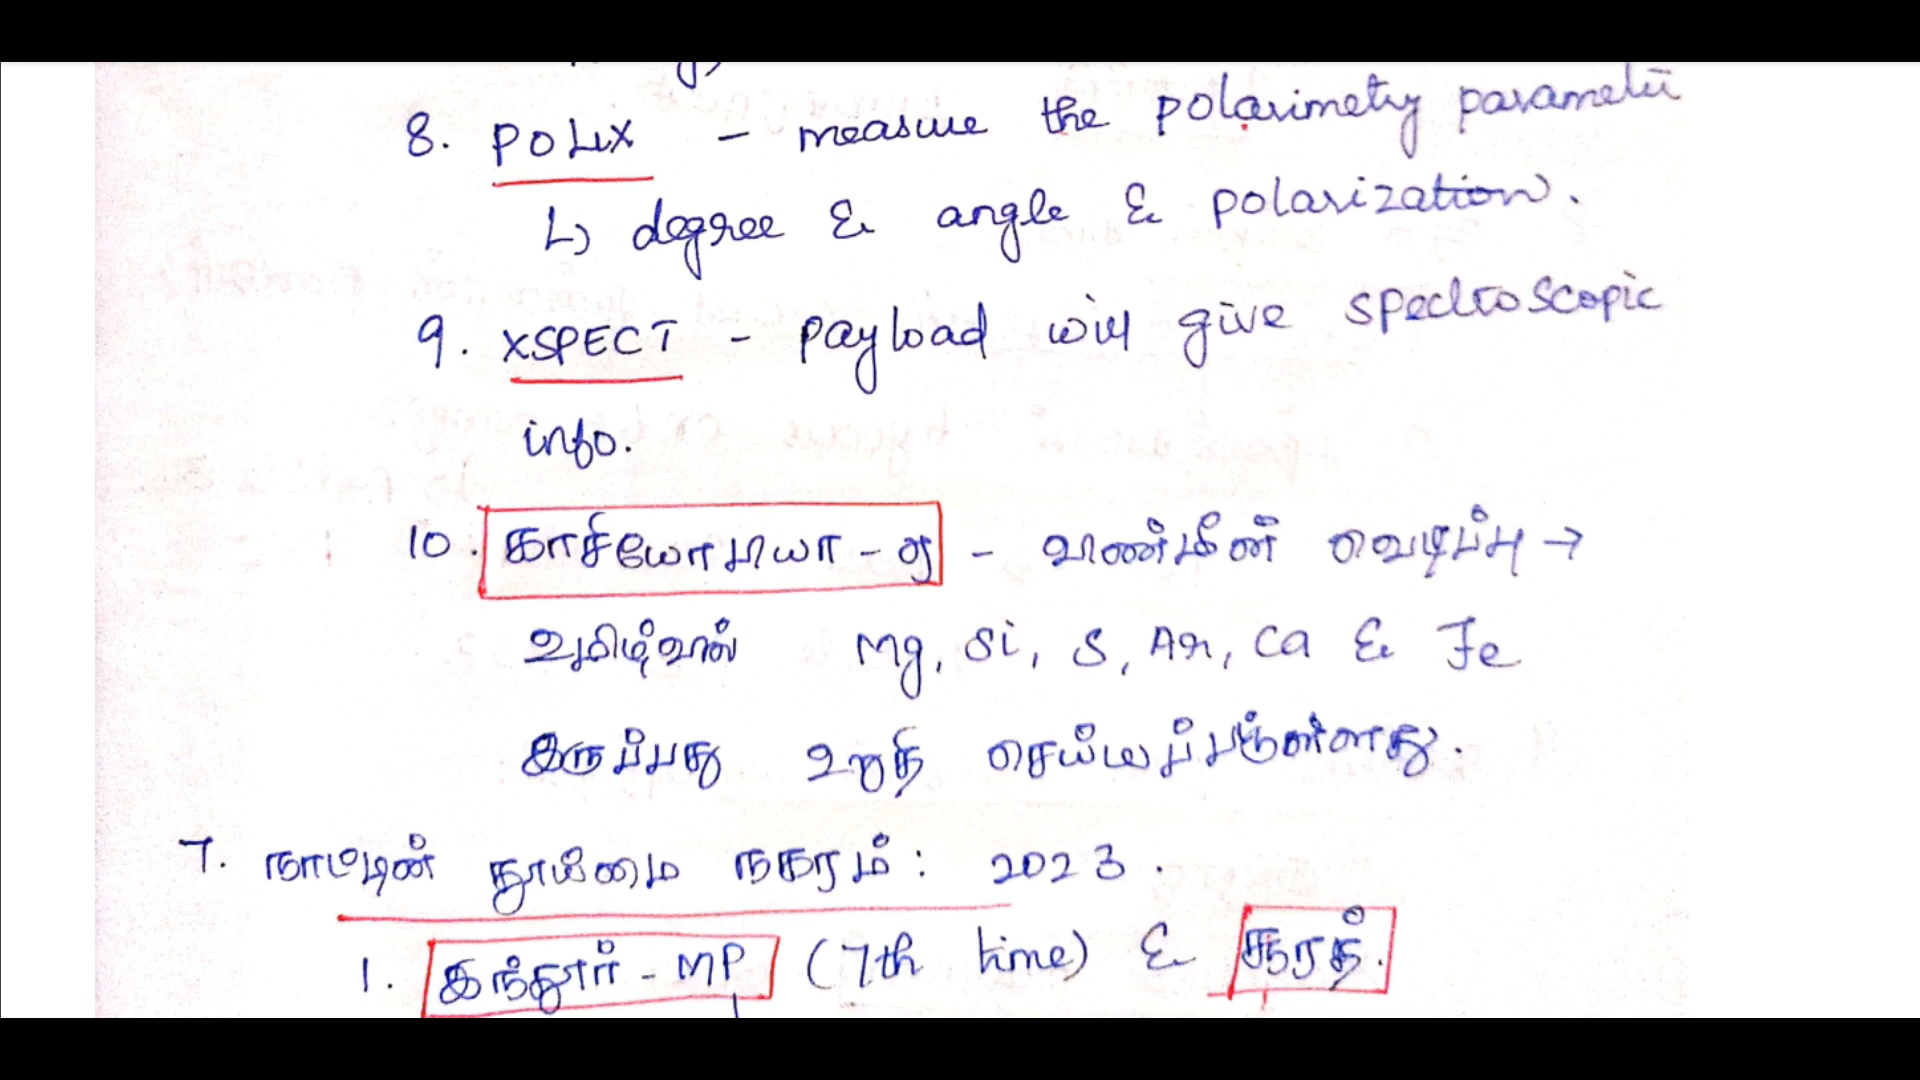 8. POLIX - measure the polarimetry parameter
↳ degree & angle & polarization.
9. XSPECT - payload will give spectroscopic
info.
10. காசியோபியா - ஏ - விண்மீன் வெடிப்பு →
உமிழ்வில் Mg, Si, S, Ar, Ca & Fe
இருப்பது உறுதி செய்யப்பட்டுள்ளது.
7. நாட்டின் தூய்மை நகரம் : 2023.
1. இந்தூர் - MP (7th time) & சூரத்.